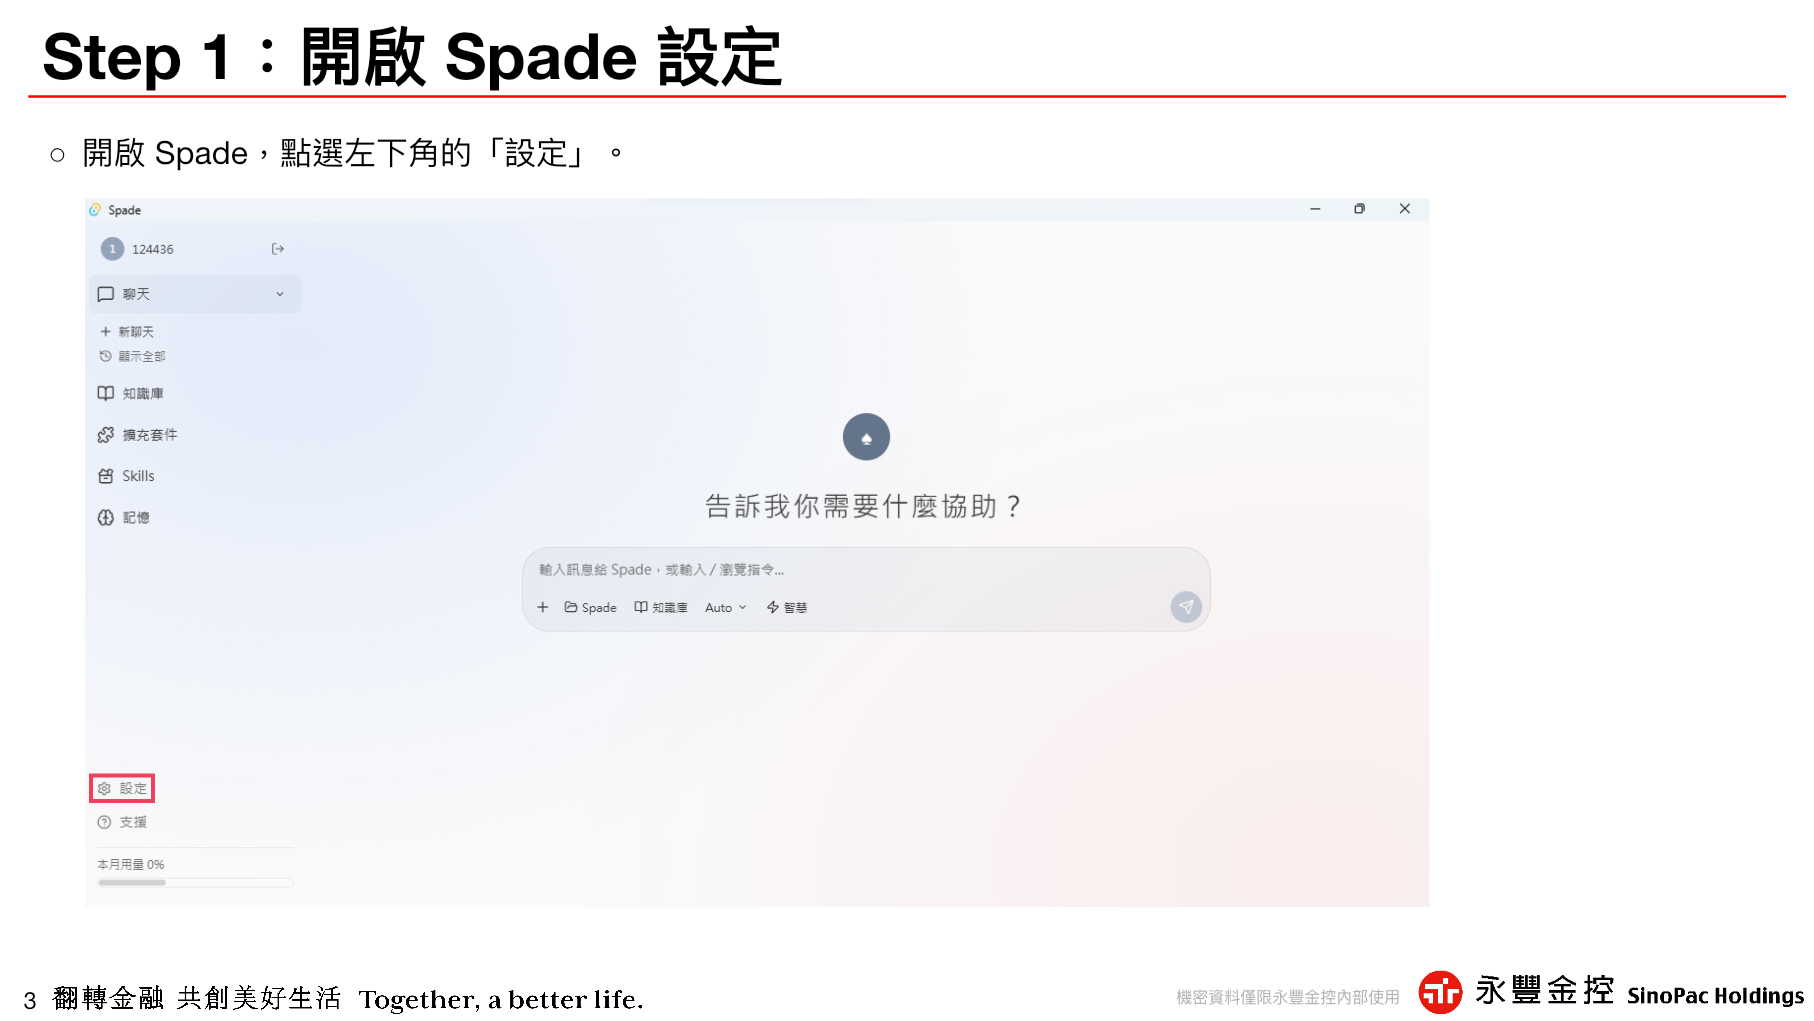 Step 1：開啟 Spade 設定
○ 開啟 Spade，點選左下角的「設定」。
Spade
1 124436
聊天
+ 新聊天
顯示全部
知識庫
擴充套件
Skills
記憶
告訴我你需要什麼協助？
輸入訊息給 Spade，或輸入 / 瀏覽指令...
+ Spade 知識庫 Auto 智慧
設定
支援
本月用量 0%
3 翻轉金融 共創美好生活 Together, a better life.
機密資料僅限永豐金控內部使用
永豐金控 SinoPac Holdings